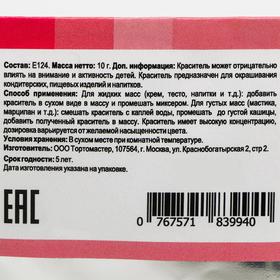 Состав: Е124. Масса нетто: 10 г. Доп. информация: Краситель может отрицательно
влиять на внимание и активность детей. Краситель предназначен для окрашивания
кондитерских, пищевых изделий и напитков.
Способ применения: Для жидких масс (крем, тесто, напитки и т.д.): добавить
краситель в сухом виде в массу и промешать миксером. Для густых масс (мастика,
марципан и т.д.): смешать краситель с каплей воды, промешать до густой кашицы,
добавить полученный краситель в массу. Краситель имеет высокую концентрацию,
дозировка варьируется от желаемой насыщенности цвета.
Условия хранения: В сухом месте при комнатной температуре.
Изготовитель: ООО Тортомастер, 107564, г. Москва, ул. Краснобогатырская 2, стр 2.
Срок годности: 5 лет.
Дата изготовления указана на упаковке.
EAC
0 767571 839940